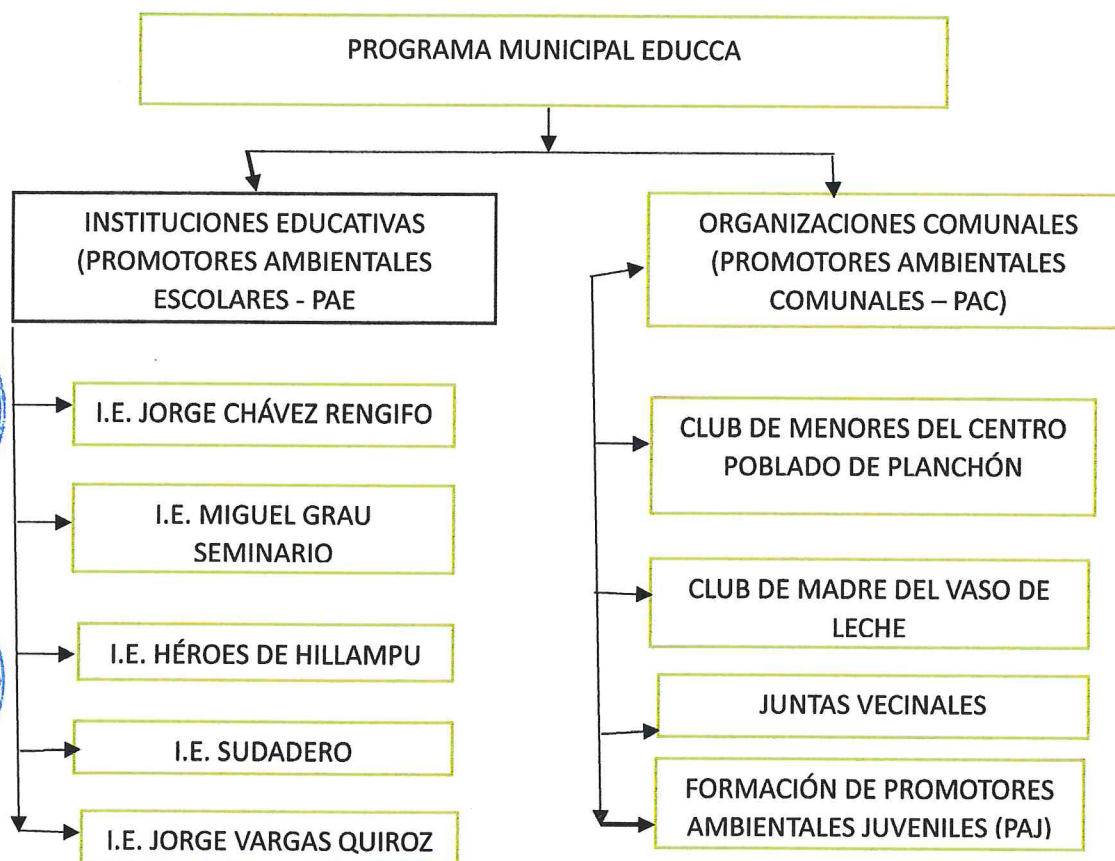 PROGRAMA MUNICIPAL EDUCCA
INSTITUCIONES EDUCATIVAS
(PROMOTORES AMBIENTALES
ESCOLARES - PAE
I.E. JORGE CHÁVEZ RENGIFO
I.E. MIGUEL GRAU
SEMINARIO
I.E. HÉROES DE HILLAMPU
I.E. SUDADERO
I.E. JORGE VARGAS QUIROZ
ORGANIZACIONES COMUNALES
(PROMOTORES AMBIENTALES
COMUNALES – PAC)
CLUB DE MENORES DEL CENTRO
POBLADO DE PLANCHÓN
CLUB DE MADRE DEL VASO DE
LECHE
JUNTAS VECINALES
FORMACIÓN DE PROMOTORES
AMBIENTALES JUVENILES (PAJ)